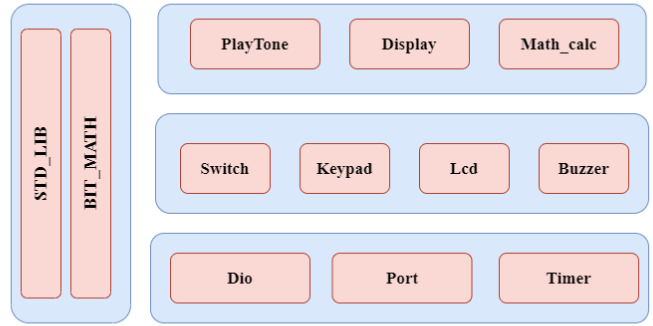 STD_LIB
BIT_MATH
PlayTone
Display
Math_calc
Switch
Keypad
Lcd
Buzzer
Dio
Port
Timer